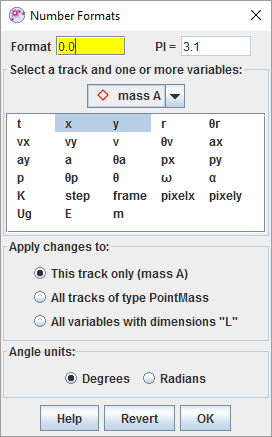 Number Formats
Format 0.0 PI = 3.1
Select a track and one or more variables:
mass A
t x y r θr
vx vy v θv ax
ay a θa px py
p θp θ ω α
K step frame pixelx pixely
Ug E m
Apply changes to:
This track only (mass A)
All tracks of type PointMass
All variables with dimensions "L"
Angle units:
Degrees Radians
Help Revert OK